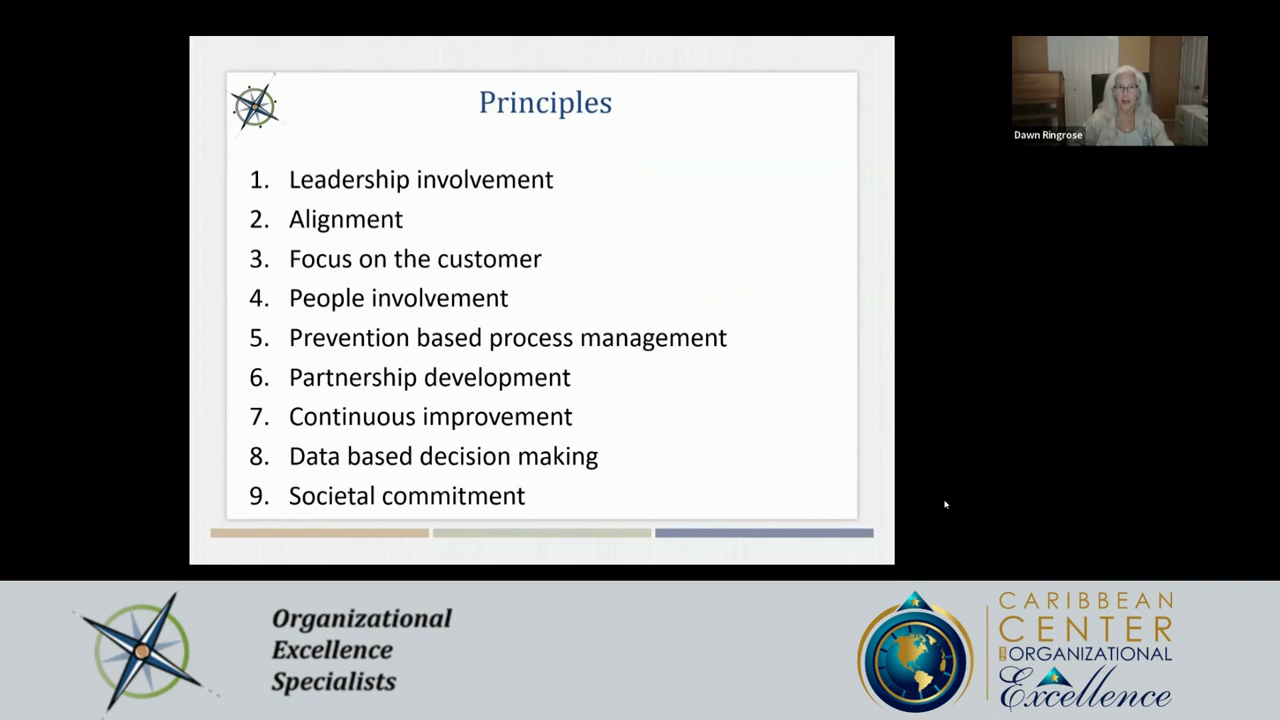 Principles
1. Leadership involvement
2. Alignment
3. Focus on the customer
4. People involvement
5. Prevention based process management
6. Partnership development
7. Continuous improvement
8. Data based decision making
9. Societal commitment
Dawn Ringrose
Organizational
Excellence
Specialists
CARIBBEAN
CENTER
FOR ORGANIZATIONAL
Excellence